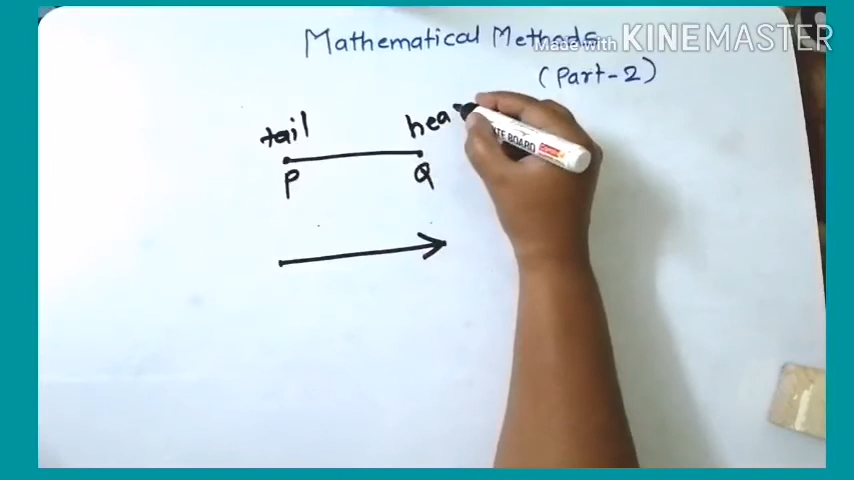 Mathematical Methods
Made with KINEMASTER
(Part-2)
tail hea
P Q